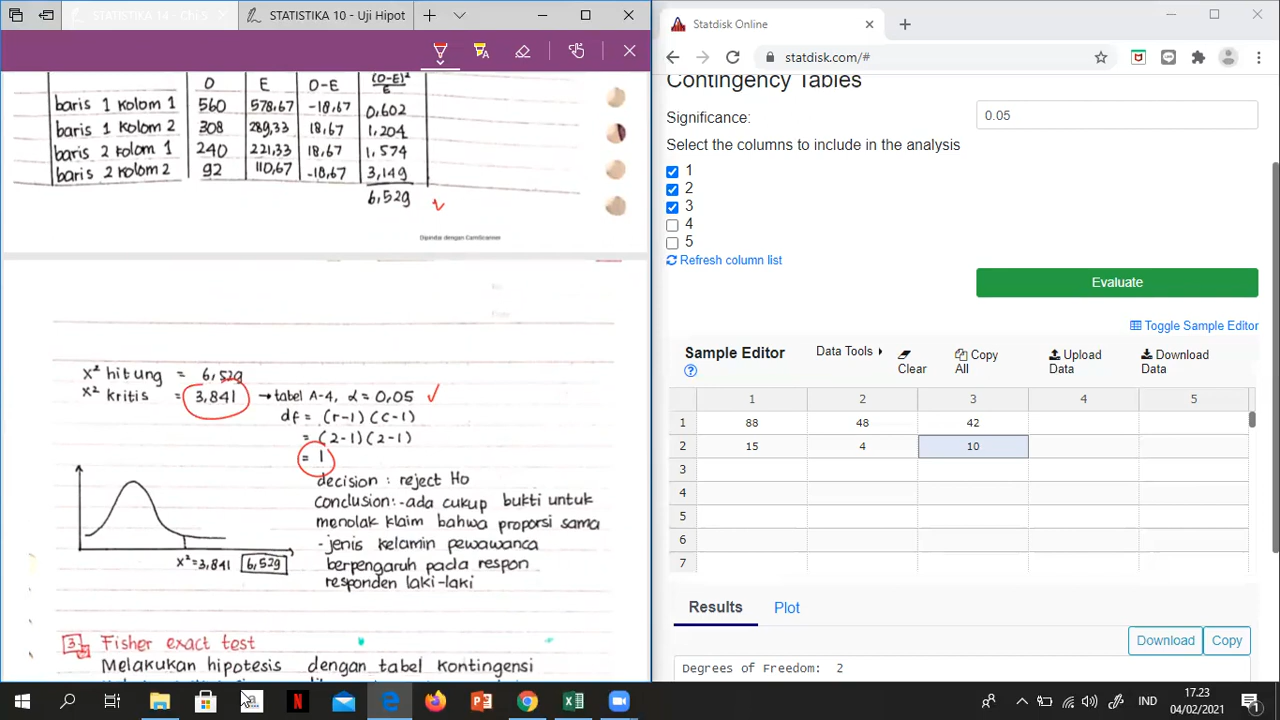 STATISTIKA 14 - Chi S
STATISTIKA 10 - Uji Hipot
O E O-E (O-E)²/E
baris 1 kolom 1 560 578,67 -18,67 0,602
baris 1 kolom 2 308 289,33 18,67 1,204
baris 2 kolom 1 240 221,33 18,67 1,574
baris 2 kolom 2 92 110,67 -18,67 3,149
6,529
Dipindai dengan CamScanner
x² hitung = 6,529
x² kritis = 3,841 → tabel A-4, α = 0,05 ✓
df = (r-1)(c-1)
= (2-1)(2-1)
= 1
decision : reject Ho
conclusion: -ada cukup bukti untuk
menolak klaim bahwa proporsi sama
-jenis kelamin pewawanca
berpengaruh pada respon
responden laki-laki
x²=3,841 6,529
3. Fisher exact test
Melakukan hipotesis dengan tabel kontingensi
Statdisk Online
statdisk.com/#
Contingency Tables
Significance: 0.05
Select the columns to include in the analysis
1
2
3
4
5
Refresh column list
Evaluate
Toggle Sample Editor
Sample Editor
Data Tools
Clear
Copy All
Upload Data
Download Data
1 2 3 4 5
1 88 48 42
2 15 4 10
3
4
5
6
7
Results Plot
Download Copy
Degrees of Freedom: 2
IND
17.23
04/02/2021